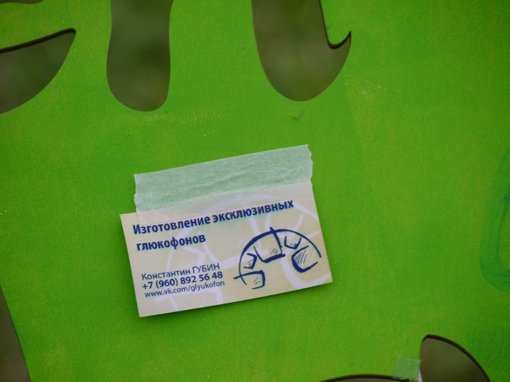 Изготовление эксклюзивных
глюкофонов
Константин ГУБИН
+7 (960) 892 56 48
www.vk.com/glyukofon